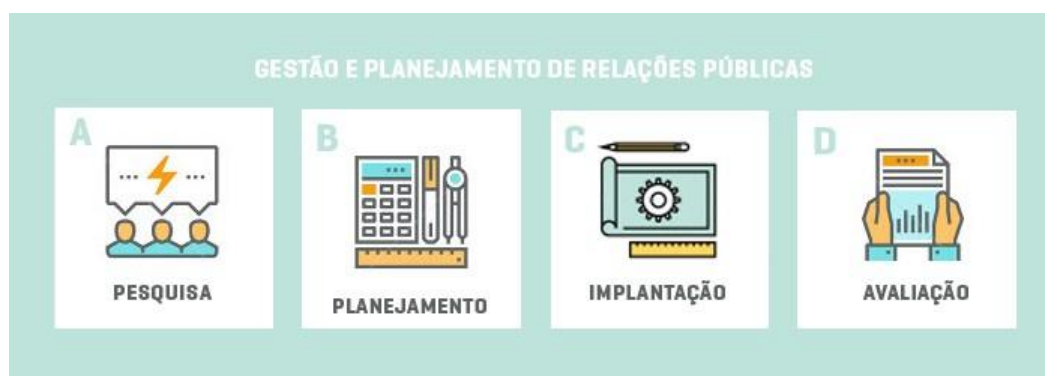 GESTÃO E PLANEJAMENTO DE RELAÇÕES PÚBLICAS
A
PESQUISA
B
PLANEJAMENTO
C
IMPLANTAÇÃO
D
AVALIAÇÃO